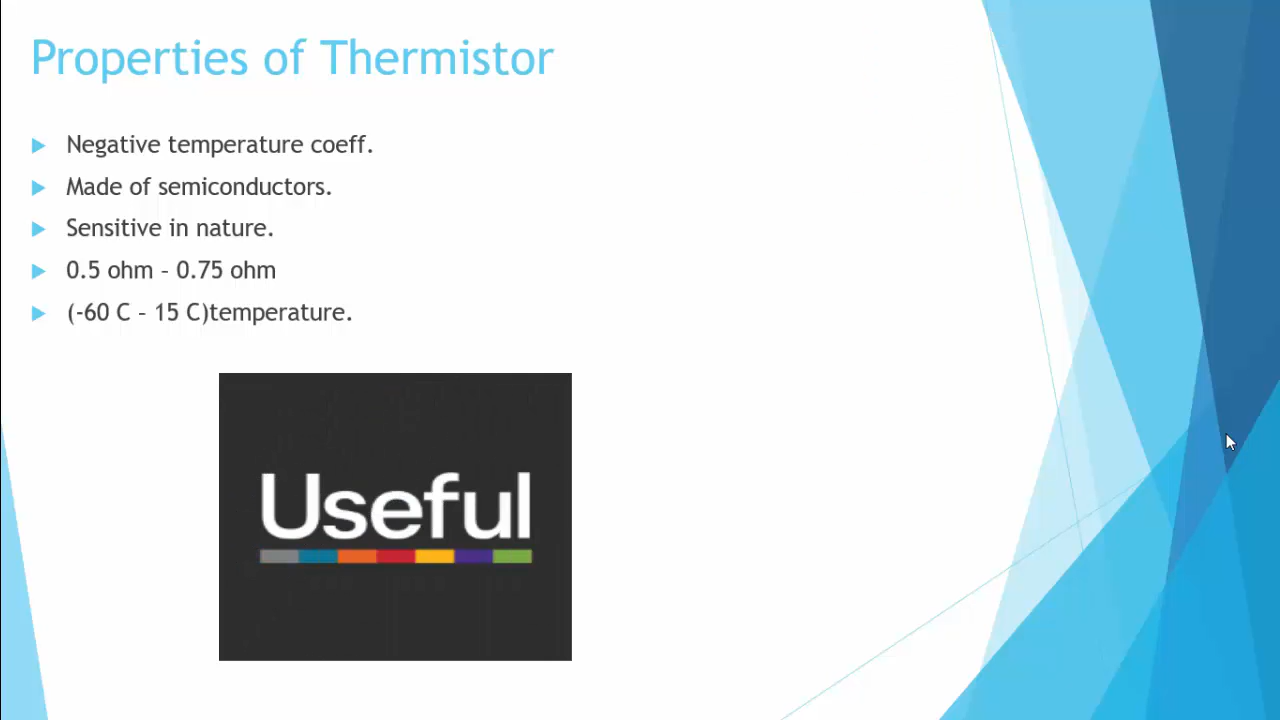 Properties of Thermistor
Negative temperature coeff.
Made of semiconductors.
Sensitive in nature.
0.5 ohm – 0.75 ohm
(-60 C – 15 C)temperature.
Useful